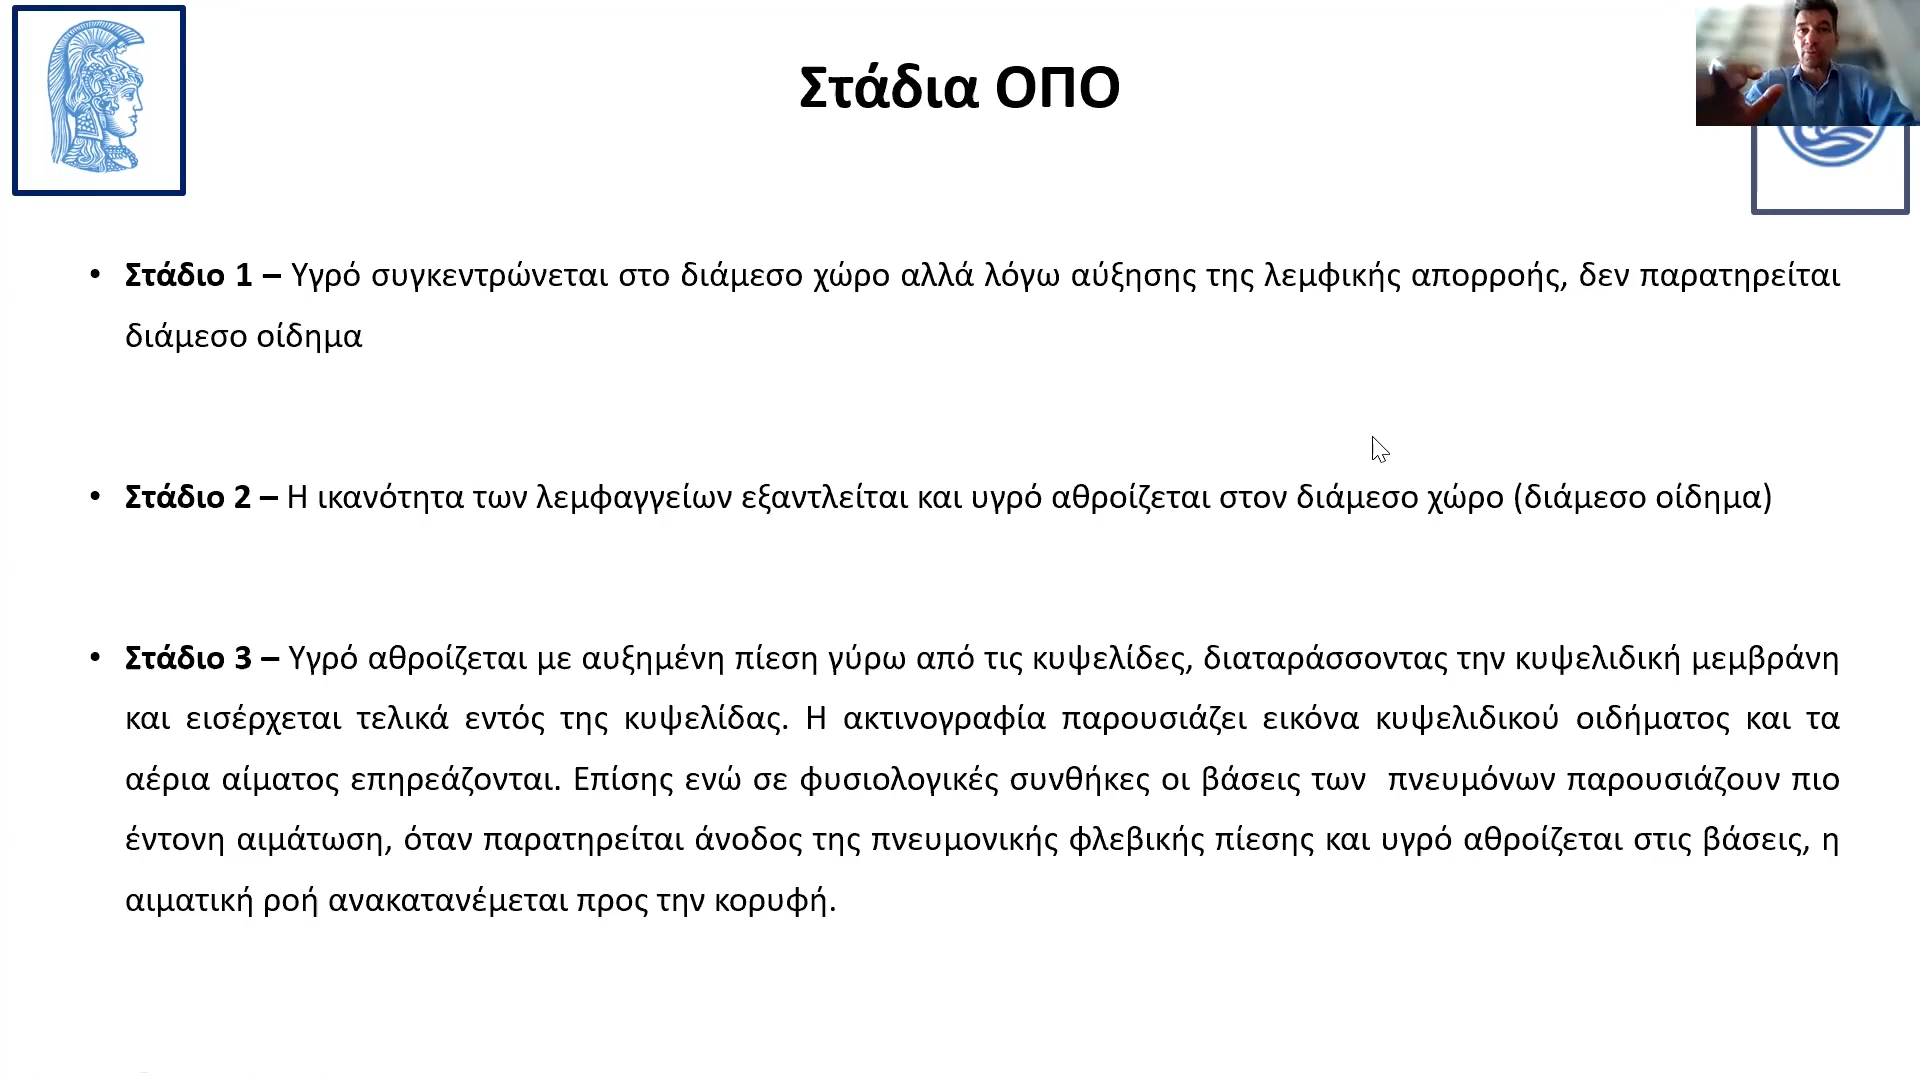 Στάδια ΟΠΟ
• Στάδιο 1 – Υγρό συγκεντρώνεται στο διάμεσο χώρο αλλά λόγω αύξησης της λεμφικής απορροής, δεν παρατηρείται
διάμεσο οίδημα
• Στάδιο 2 – Η ικανότητα των λεμφαγγείων εξαντλείται και υγρό αθροίζεται στον διάμεσο χώρο (διάμεσο οίδημα)
• Στάδιο 3 – Υγρό αθροίζεται με αυξημένη πίεση γύρω από τις κυψελίδες, διαταράσσοντας την κυψελιδική μεμβράνη
και εισέρχεται τελικά εντός της κυψελίδας. Η ακτινογραφία παρουσιάζει εικόνα κυψελιδικού οιδήματος και τα
αέρια αίματος επηρεάζονται. Επίσης ενώ σε φυσιολογικές συνθήκες οι βάσεις των πνευμόνων παρουσιάζουν πιο
έντονη αιμάτωση, όταν παρατηρείται άνοδος της πνευμονικής φλεβικής πίεσης και υγρό αθροίζεται στις βάσεις, η
αιματική ροή ανακατανέμεται προς την κορυφή.